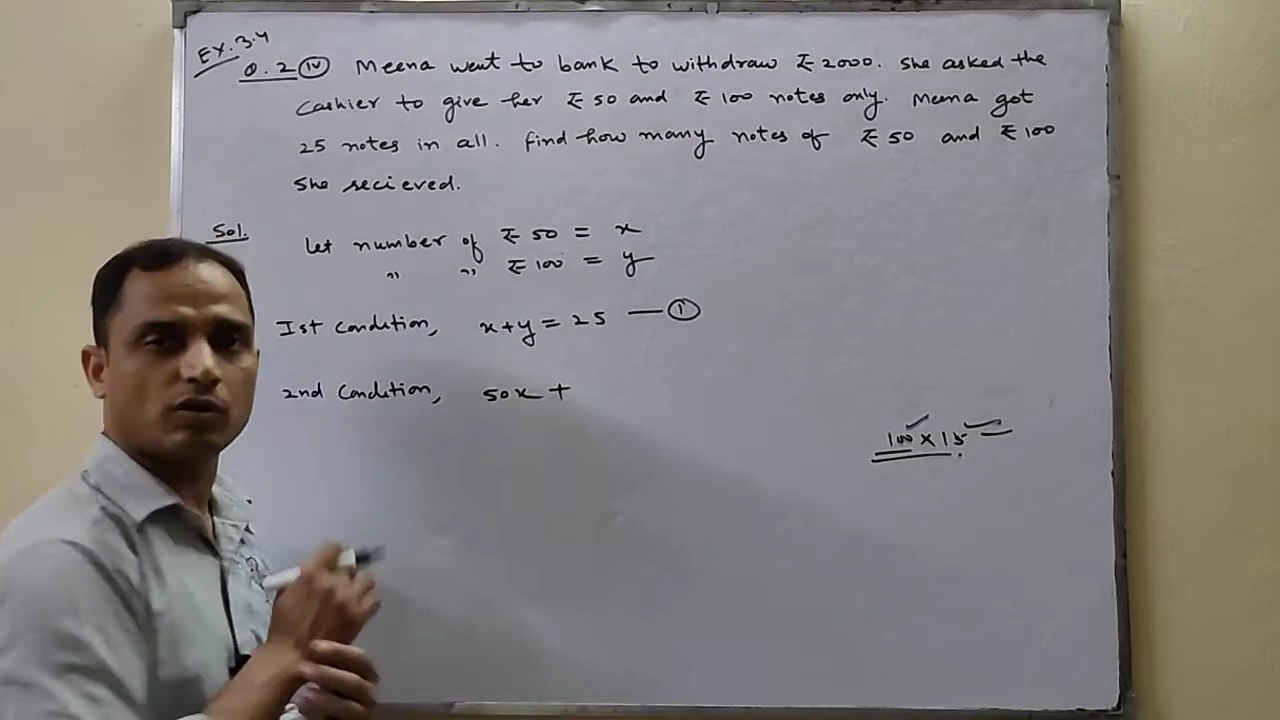 Ex. 3.4
Q. 2 (iv) Meena went to bank to withdraw ₹ 2000. She asked the
Cashier to give her ₹ 50 and ₹ 100 notes only. Meena got
25 notes in all. Find how many notes of ₹ 50 and ₹ 100
She recieved.
Sol.
Let number of ₹ 50 = x
" " ₹ 100 = y
Ist Condition, x+y = 25 — (i)
2nd Condition, 50x +
100 x 15